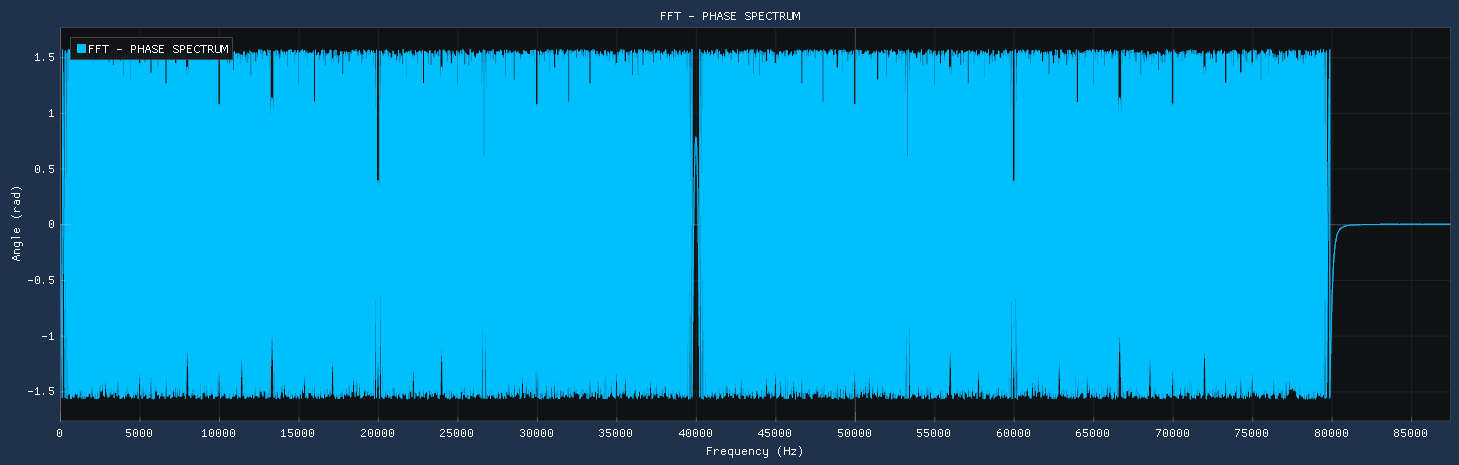 FFT - PHASE SPECTRUM
FFT - PHASE SPECTRUM
Angle (rad)
1.5
1
0.5
0
-0.5
-1
-1.5
0 5000 10000 15000 20000 25000 30000 35000 40000 45000 50000 55000 60000 65000 70000 75000 80000 85000
Frequency (Hz)